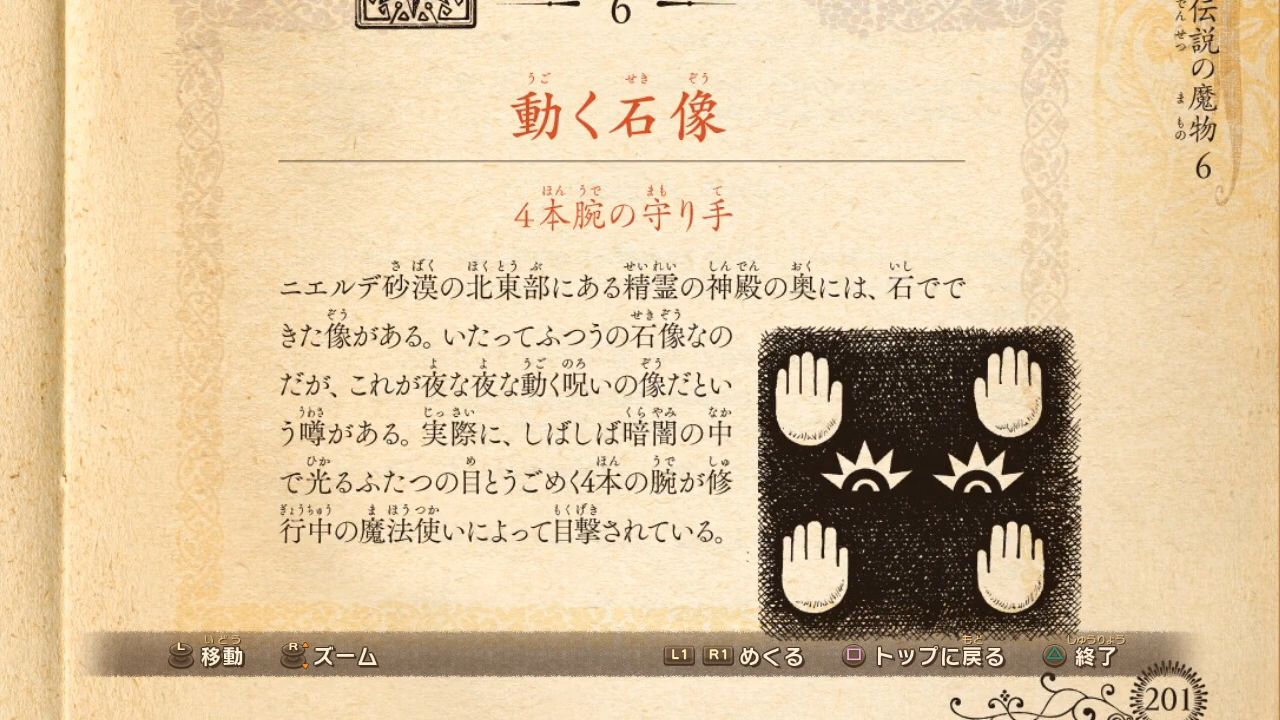 6
伝説の魔物 6
動く石像
4本腕の守り手
ニエルデ砂漠の北東部にある精霊の神殿の奥には、石でで
きた像がある。いたってふつうの石像なの
だが、これが夜な夜な動く呪いの像だとい
う噂がある。実際に、しばしば暗闇の中
で光るふたつの目とうごめく4本の腕が修
行中の魔法使いによって目撃されている。
L 移動 R ズーム L1 R1 めくる トップに戻る 終了
201